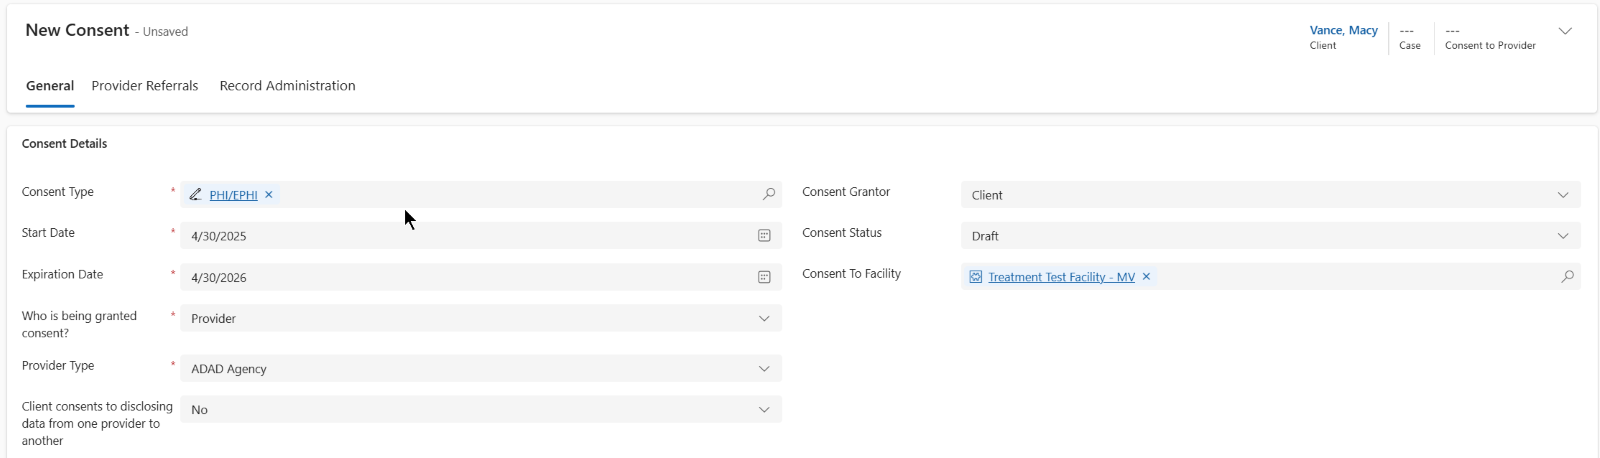 New Consent - Unsaved
Vance, Macy
Client
---
Case
---
Consent to Provider
General Provider Referrals Record Administration
Consent Details
Consent Type * PHI/EPHI ×
Consent Grantor Client
Start Date * 4/30/2025
Consent Status Draft
Expiration Date * 4/30/2026
Consent To Facility Treatment Test Facility - MV ×
Who is being granted
consent?
* Provider
Provider Type * ADAD Agency
Client consents to disclosing
data from one provider to
another
No